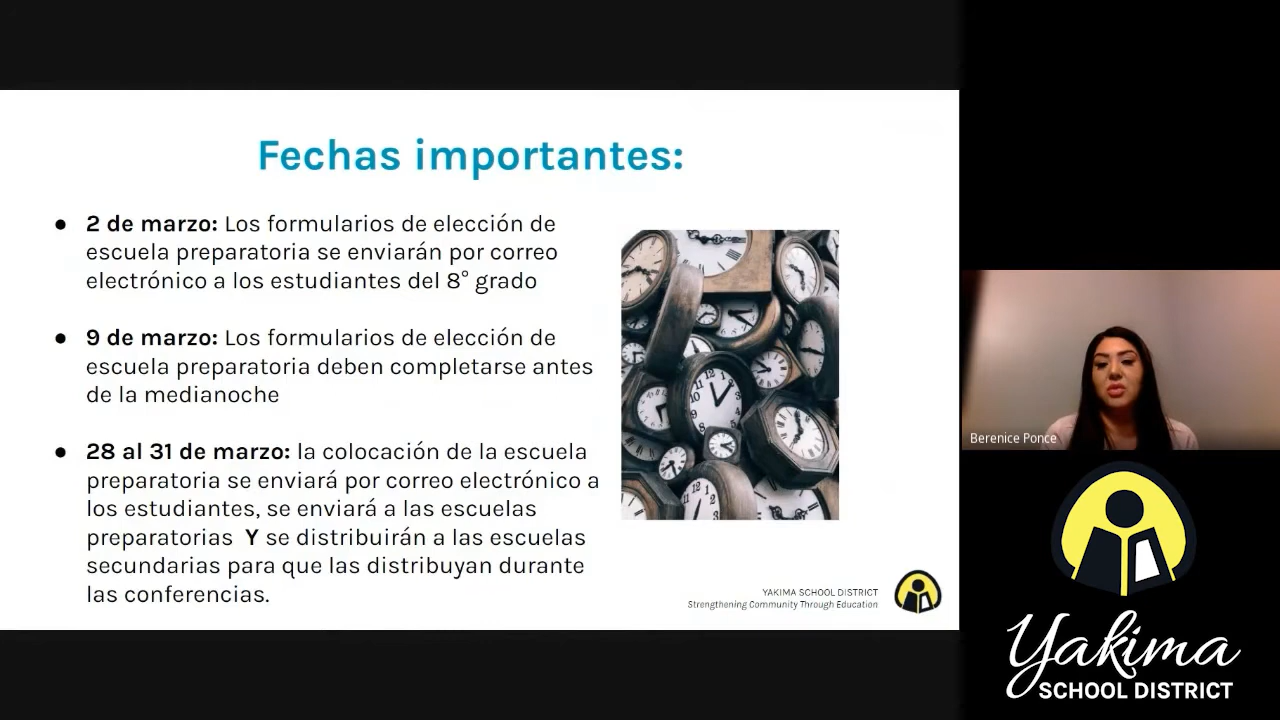 Fechas importantes:
● 2 de marzo: Los formularios de elección de
escuela preparatoria se enviarán por correo
electrónico a los estudiantes del 8° grado
● 9 de marzo: Los formularios de elección de
escuela preparatoria deben completarse antes
de la medianoche
● 28 al 31 de marzo: la colocación de la escuela
preparatoria se enviará por correo electrónico a
los estudiantes, se enviará a las escuelas
preparatorias Y se distribuirán a las escuelas
secundarias para que las distribuyan durante
las conferencias.
YAKIMA SCHOOL DISTRICT
Strengthening Community Through Education
Berenice Ponce
Yakima
SCHOOL DISTRICT